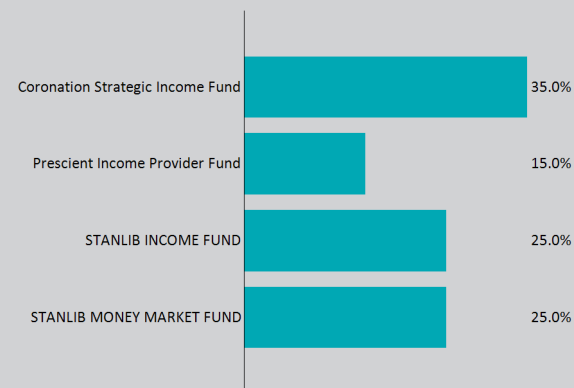 Coronation Strategic Income Fund 35.0%
Prescient Income Provider Fund 15.0%
STANLIB INCOME FUND 25.0%
STANLIB MONEY MARKET FUND 25.0%